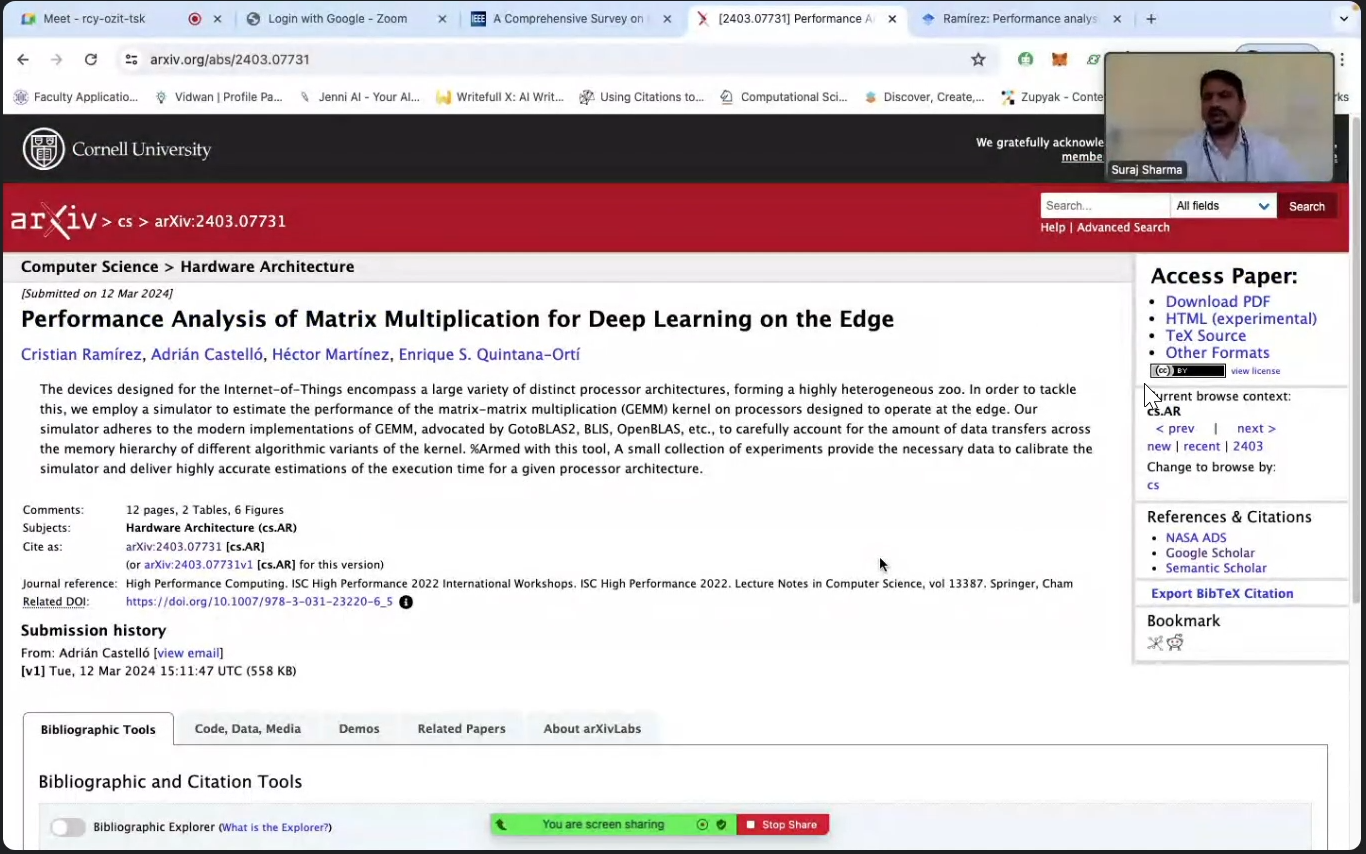 Meet - rcy-ozit-tsk
Login with Google - Zoom
IEEE A Comprehensive Survey on
[2403.07731] Performance A
Ramírez: Performance analys
arxiv.org/abs/2403.07731
Faculty Applicatio...
Vidwan | Profile Pa...
Jenni AI - Your AI...
Writefull X: AI Writ...
Using Citations to...
Computational Sci...
Discover, Create,...
Zupyak - Conte
rks
Cornell University
We gratefully acknowle
membe
Suraj Sharma
arXiv > cs > arXiv:2403.07731
Search...
All fields
Search
Help | Advanced Search
Computer Science > Hardware Architecture
[Submitted on 12 Mar 2024]
Performance Analysis of Matrix Multiplication for Deep Learning on the Edge
Cristian Ramírez, Adrián Castelló, Héctor Martínez, Enrique S. Quintana-Ortí
The devices designed for the Internet-of-Things encompass a large variety of distinct processor architectures, forming a highly heterogeneous zoo. In order to tackle
this, we employ a simulator to estimate the performance of the matrix-matrix multiplication (GEMM) kernel on processors designed to operate at the edge. Our
simulator adheres to the modern implementations of GEMM, advocated by GotoBLAS2, BLIS, OpenBLAS, etc., to carefully account for the amount of data transfers across
the memory hierarchy of different algorithmic variants of the kernel. %Armed with this tool, A small collection of experiments provide the necessary data to calibrate the
simulator and deliver highly accurate estimations of the execution time for a given processor architecture.
Comments: 12 pages, 2 Tables, 6 Figures
Subjects: Hardware Architecture (cs.AR)
Cite as: arXiv:2403.07731 [cs.AR]
(or arXiv:2403.07731v1 [cs.AR] for this version)
Journal reference: High Performance Computing. ISC High Performance 2022 International Workshops. ISC High Performance 2022. Lecture Notes in Computer Science, vol 13387. Springer, Cham
Related DOI: https://doi.org/10.1007/978-3-031-23220-6_5
Submission history
From: Adrián Castelló [view email]
[v1] Tue, 12 Mar 2024 15:11:47 UTC (558 KB)
Access Paper:
Download PDF
HTML (experimental)
TeX Source
Other Formats
(cc) BY view license
urrent browse context:
cs.AR
< prev | next >
new | recent | 2403
Change to browse by:
cs
References & Citations
NASA ADS
Google Scholar
Semantic Scholar
Export BibTeX Citation
Bookmark
Bibliographic Tools
Code, Data, Media
Demos
Related Papers
About arXivLabs
Bibliographic and Citation Tools
Bibliographic Explorer (What is the Explorer?)
You are screen sharing
Stop Share